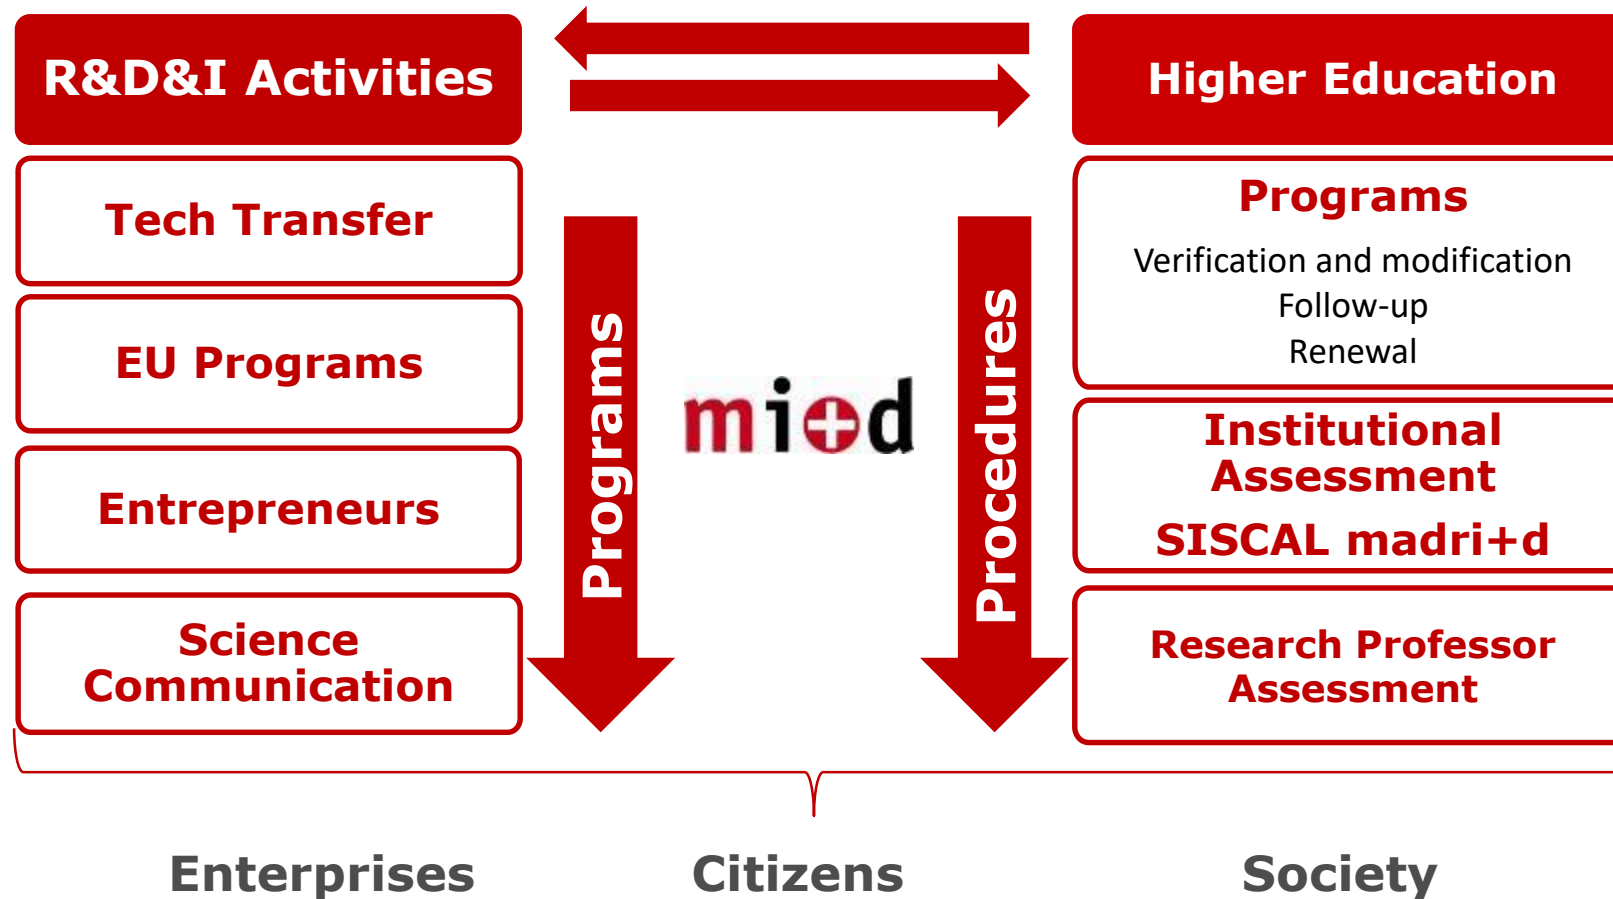 R&D&I Activities
Higher Education
Tech Transfer
EU Programs
Entrepreneurs
Science
Communication
Programs
mi+d
Procedures
Programs
Verification and modification
Follow-up
Renewal
Institutional
Assessment
SISCAL madri+d
Research Professor
Assessment
Enterprises
Citizens
Society